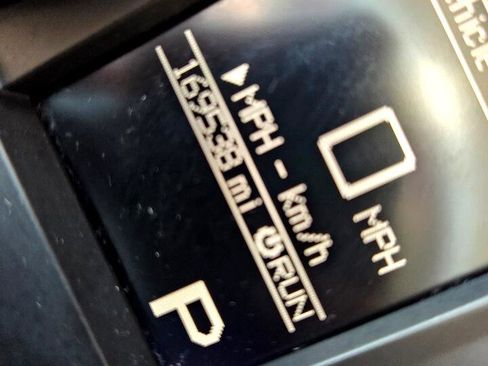 0 MPH
▶MPH - km/h
169538 mi RUN
P